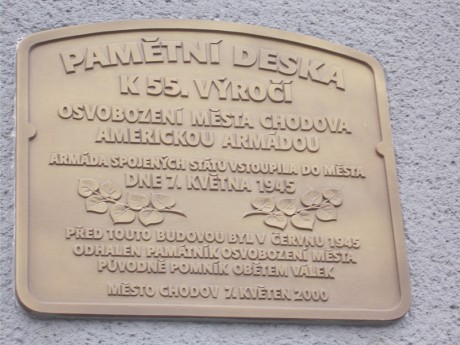 PAMĚTNÍ DESKA
K 55. VÝROČÍ
OSVOBOZENÍ MĚSTA CHODOVA
AMERICKOU ARMÁDOU
ARMÁDA SPOJENÝCH STÁTŮ VSTOUPILA DO MĚSTA
DNE 7. KVĚTNA 1945
PŘED TOUTO BUDOVOU BYL V ČERVNU 1945
ODHALEN PAMÁTNÍK OSVOBOZENÍ MĚSTA
PŮVODNĚ POMNÍK OBĚTEM VÁLEK
MĚSTO CHODOV 7. KVĚTEN 2000